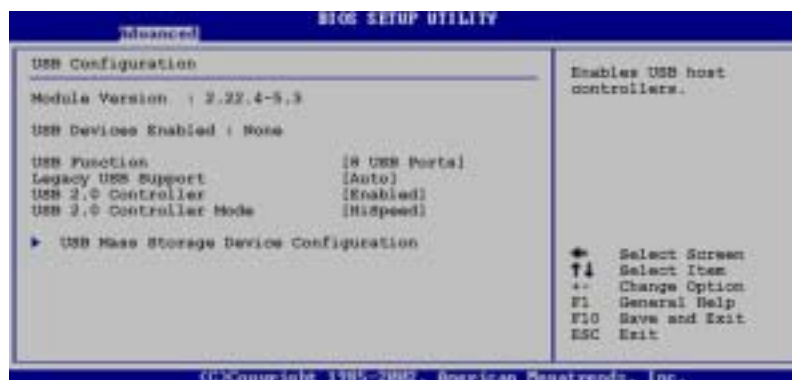 BIOS SETUP UTILITY
Advanced
USB Configuration
Module Version : 2.22.4-5.3
USB Devices Enabled : None
USB Function [8 USB Ports]
Legacy USB Support [Auto]
USB 2.0 Controller [Enabled]
USB 2.0 Controller Mode [HiSpeed]
USB Mass Storage Device Configuration
Enables USB host
controllers.
Select Screen
↑↓ Select Item
+- Change Option
F1 General Help
F10 Save and Exit
ESC Exit
(C)Copyright 1985-2002, American Megatrends, Inc.